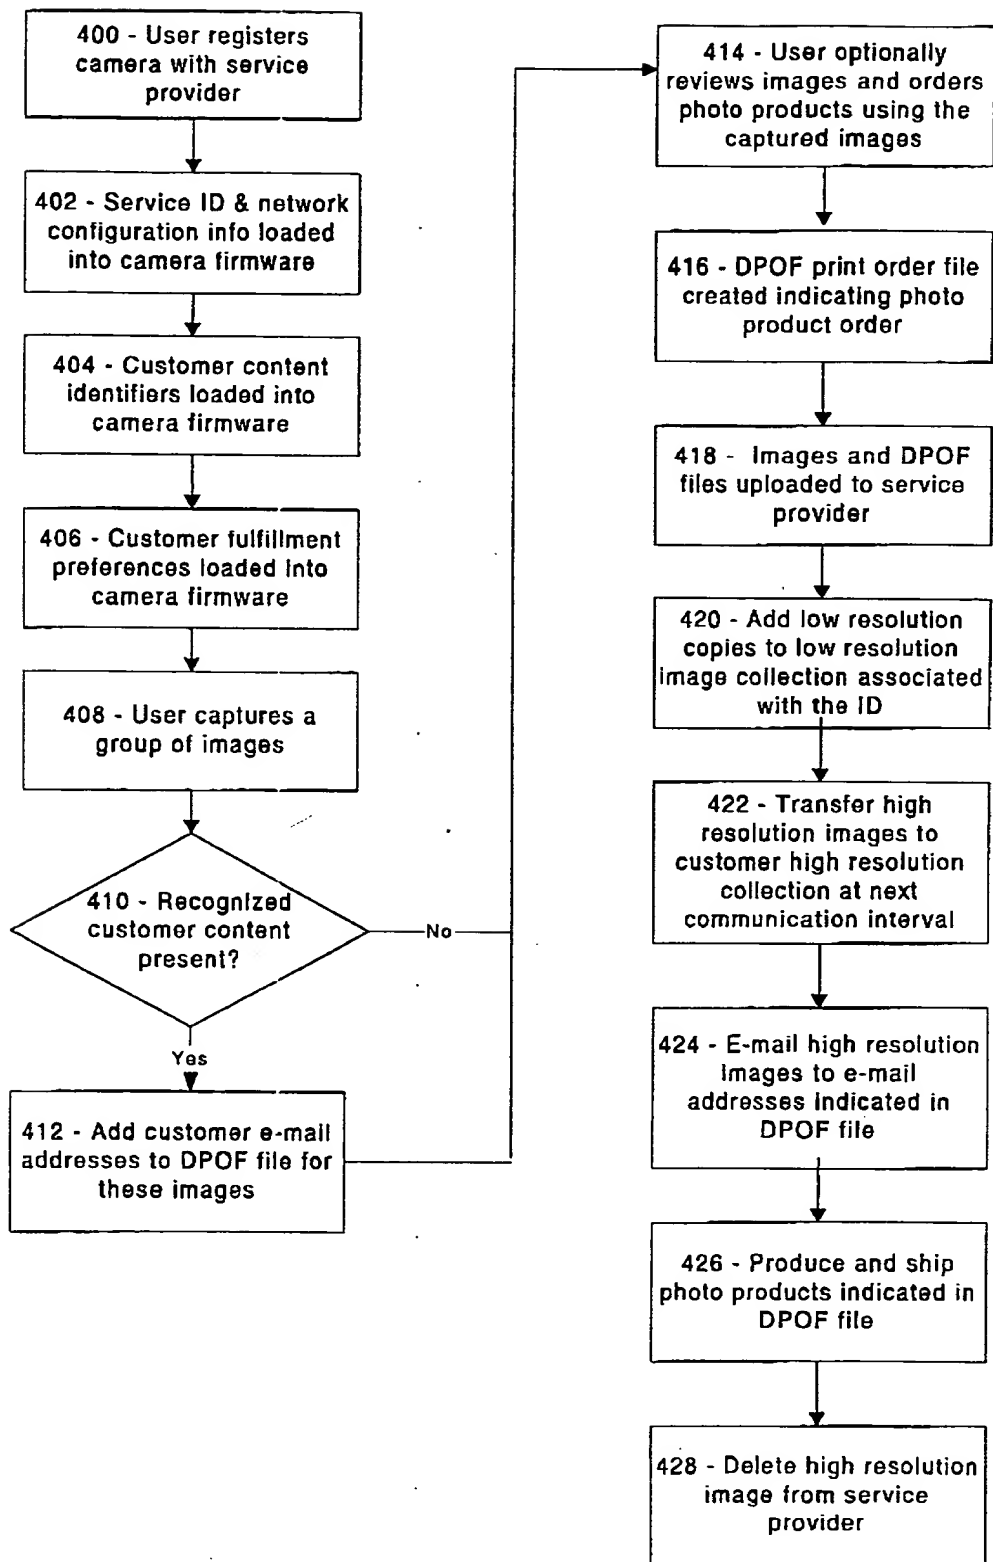 400 - User registers
camera with service
provider
402 - Service ID & network
configuration info loaded
into camera firmware
404 - Customer content
identifiers loaded into
camera firmware
406 - Customer fulfillment
preferences loaded into
camera firmware
408 - User captures a
group of images
410 - Recognized
customer content
present?
No
Yes
412 - Add customer e-mail
addresses to DPOF file for
these images
414 - User optionally
reviews images and orders
photo products using the
captured images
416 - DPOF print order file
created indicating photo
product order
418 - Images and DPOF
files uploaded to service
provider
420 - Add low resolution
copies to low resolution
image collection associated
with the ID
422 - Transfer high
resolution images to
customer high resolution
collection at next
communication interval
424 - E-mail high resolution
images to e-mail
addresses indicated in
DPOF file
426 - Produce and ship
photo products indicated in
DPOF file
428 - Delete high resolution
image from service
provider